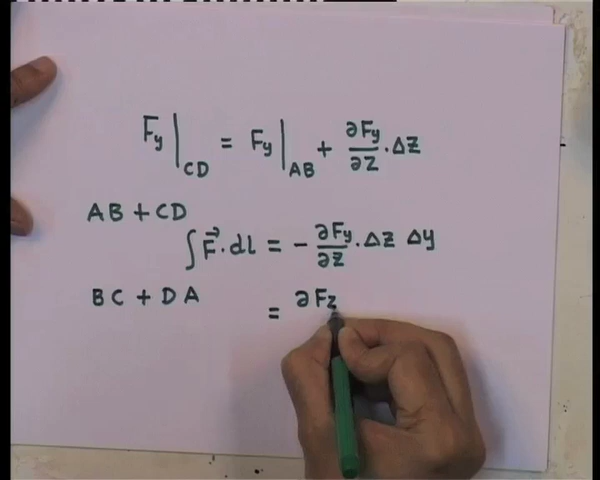 Fy|CD = Fy|AB + ∂Fy/∂z . Δz
AB + CD
∫F⃗. dl = - ∂Fy/∂z . Δz Δy
BC + DA = ∂Fz